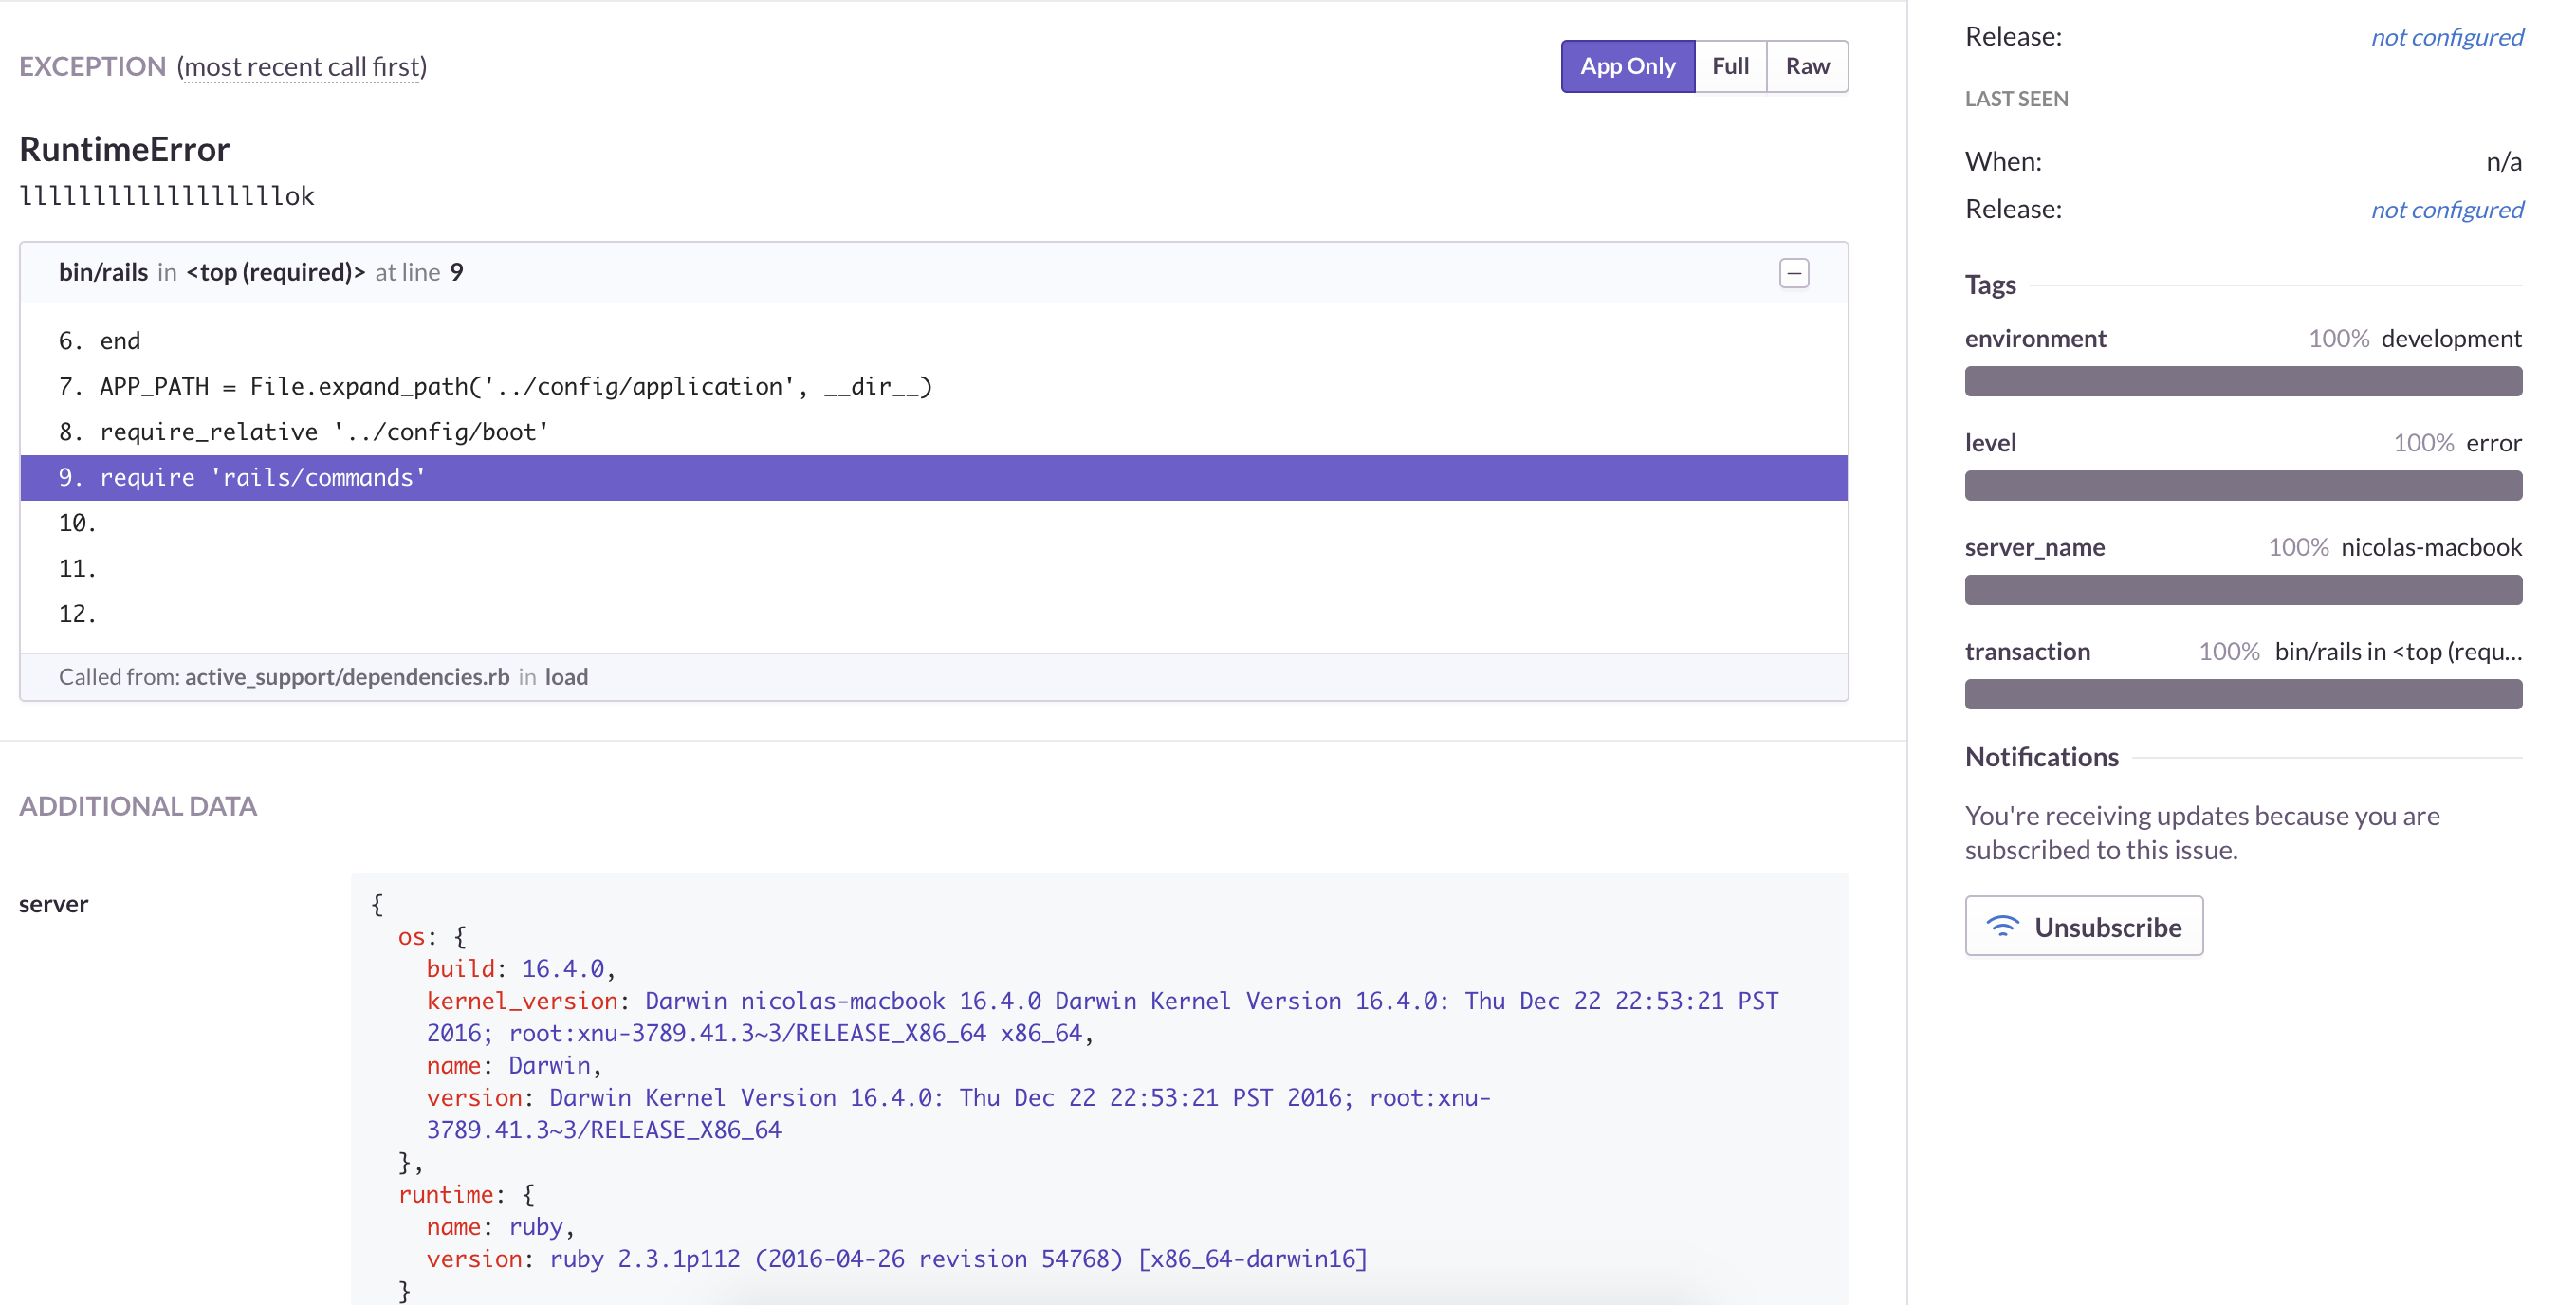 EXCEPTION (most recent call first)
App Only Full Raw
RuntimeError
llllllllllllllllllok
bin/rails in <top (required)> at line 9
6. end
7. APP_PATH = File.expand_path('../config/application', __dir__)
8. require_relative '../config/boot'
9. require 'rails/commands'
10.
11.
12.
Called from: active_support/dependencies.rb in load
ADDITIONAL DATA
server
{
os: {
build: 16.4.0,
kernel_version: Darwin nicolas-macbook 16.4.0 Darwin Kernel Version 16.4.0: Thu Dec 22 22:53:21 PST
2016; root:xnu-3789.41.3~3/RELEASE_X86_64 x86_64,
name: Darwin,
version: Darwin Kernel Version 16.4.0: Thu Dec 22 22:53:21 PST 2016; root:xnu-
3789.41.3~3/RELEASE_X86_64
},
runtime: {
name: ruby,
version: ruby 2.3.1p112 (2016-04-26 revision 54768) [x86_64-darwin16]
}
Release: not configured
LAST SEEN
When: n/a
Release: not configured
Tags
environment 100% development
level 100% error
server_name 100% nicolas-macbook
transaction 100% bin/rails in <top (requ...
Notifications
You're receiving updates because you are
subscribed to this issue.
Unsubscribe